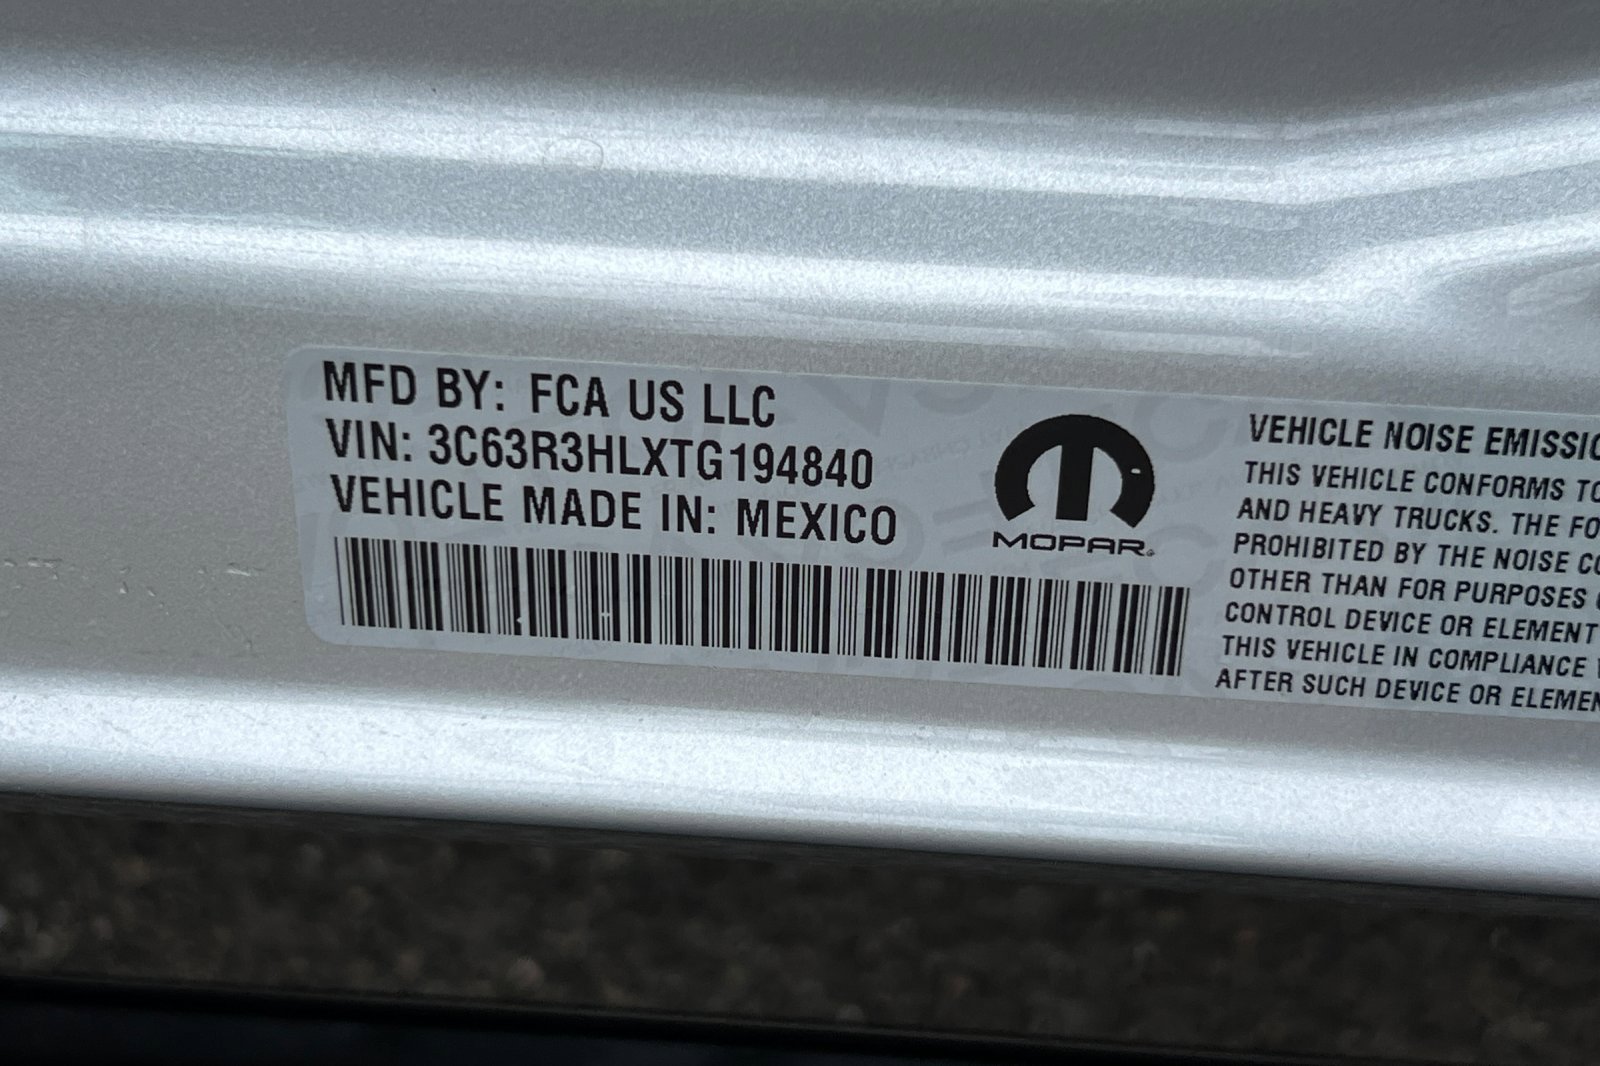 MFD BY: FCA US LLC
VIN: 3C63R3HLXTG194840
VEHICLE MADE IN: MEXICO
MOPAR®
VEHICLE NOISE EMISSIO
THIS VEHICLE CONFORMS TO
AND HEAVY TRUCKS. THE FO
PROHIBITED BY THE NOISE CO
OTHER THAN FOR PURPOSES
CONTROL DEVICE OR ELEMENT
THIS VEHICLE IN COMPLIANCE
AFTER SUCH DEVICE OR ELEMEN